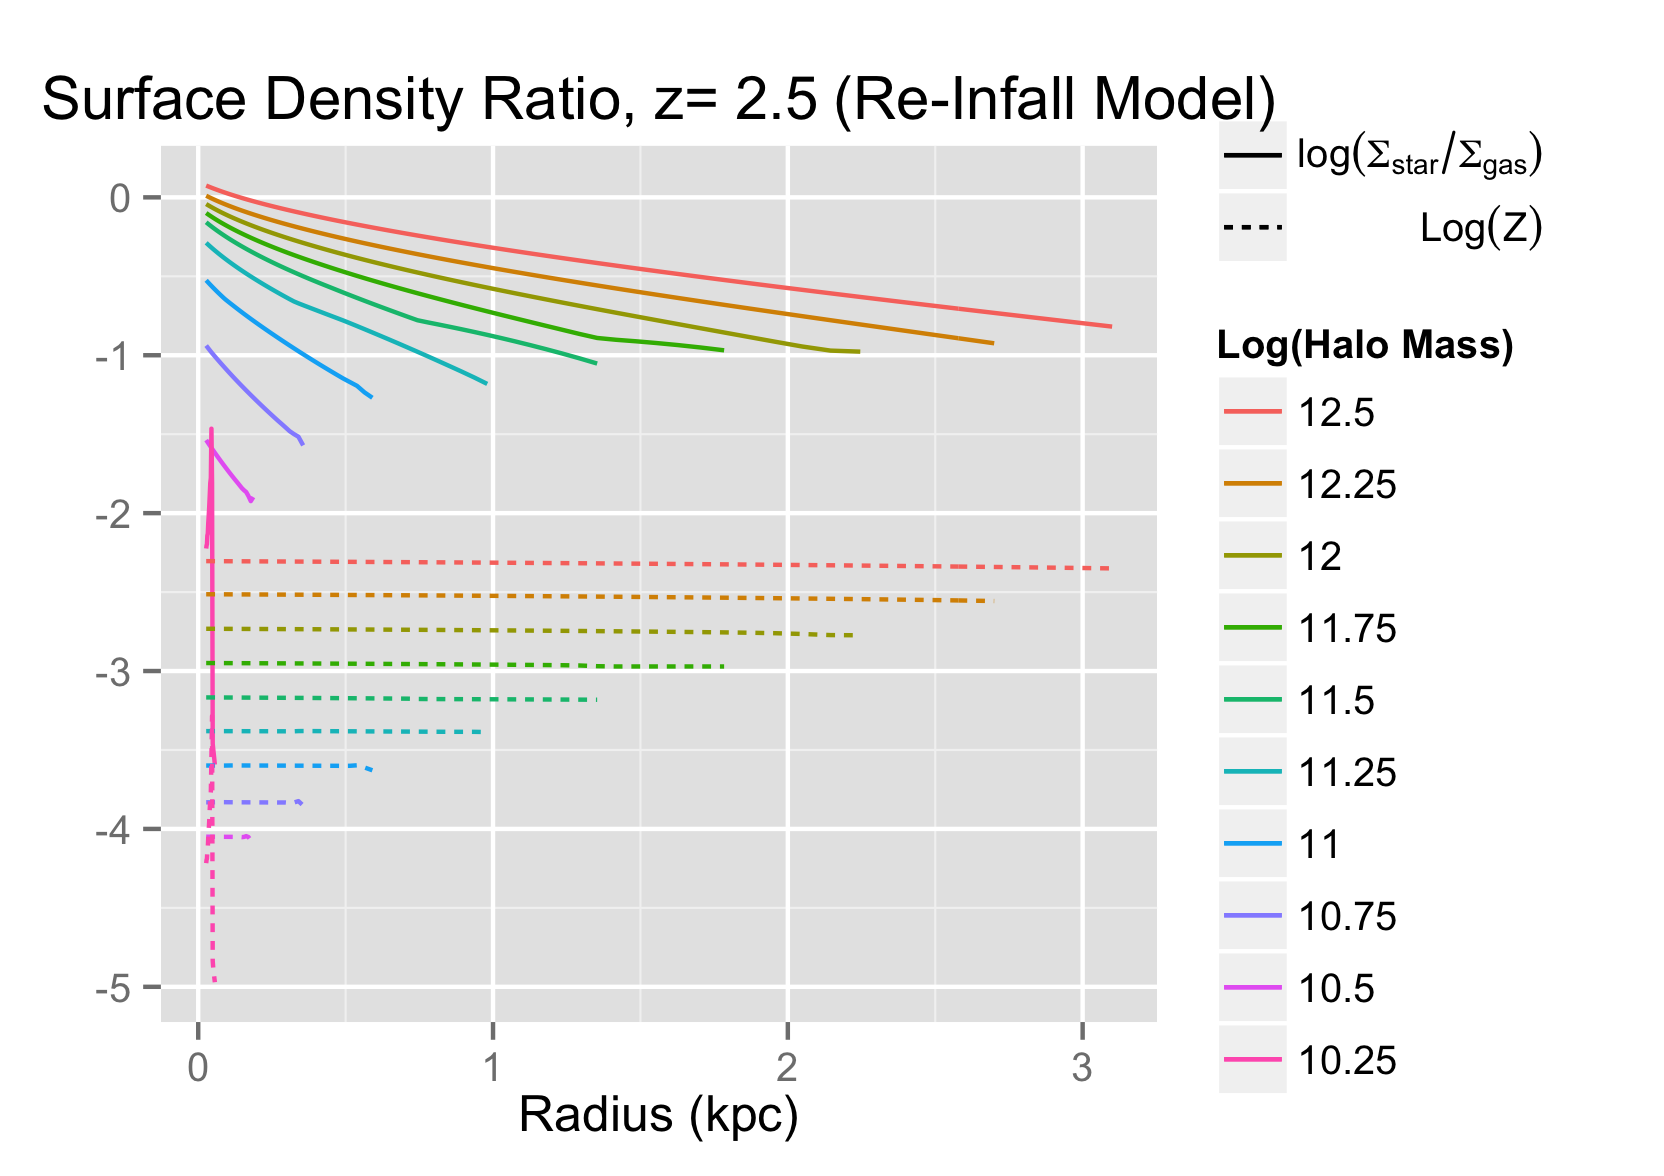 Surface Density Ratio, z= 2.5 (Re-Infall Model)
log(Σstar/Σgas)
Log(Z)
Log(Halo Mass)
12.5
12.25
12
11.75
11.5
11.25
11
10.75
10.5
10.25
0
-1
-2
-3
-4
-5
0 1 2 3
Radius (kpc)